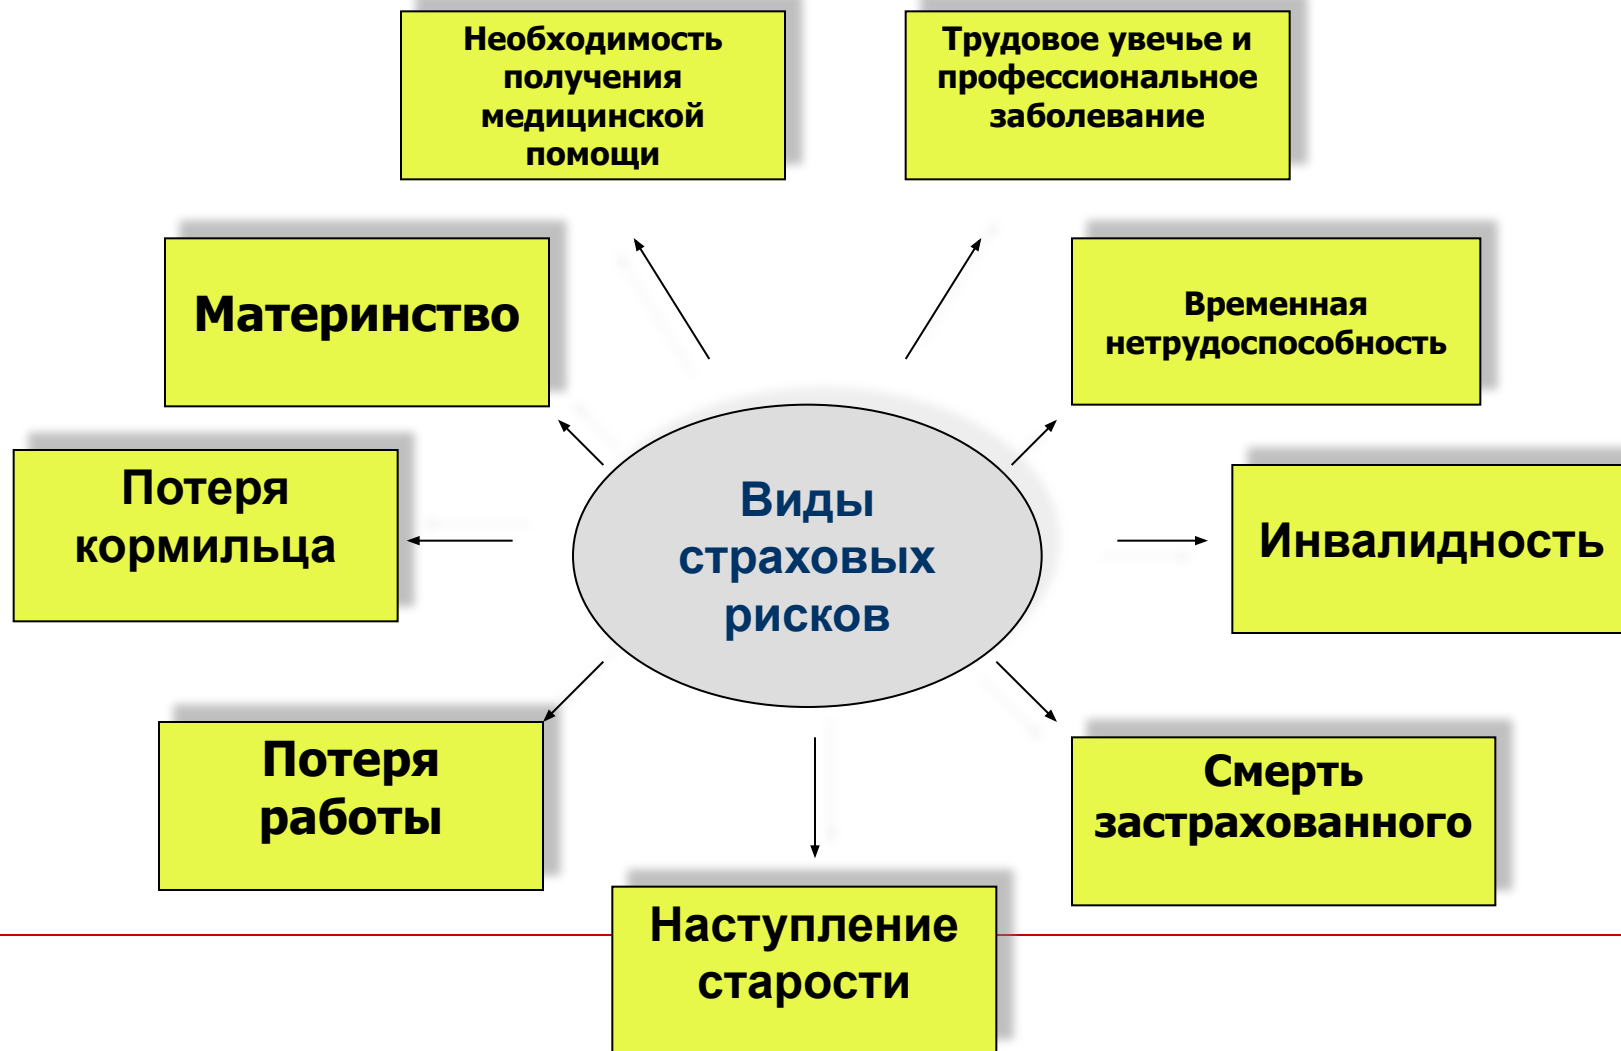 Необходимость
получения
медицинской
помощи
Трудовое увечье и
профессиональное
заболевание
Материнство
Временная
нетрудоспособность
Потеря
кормильца
Виды
страховых
рисков
Инвалидность
Потеря
работы
Смерть
застрахованного
Наступление
старости